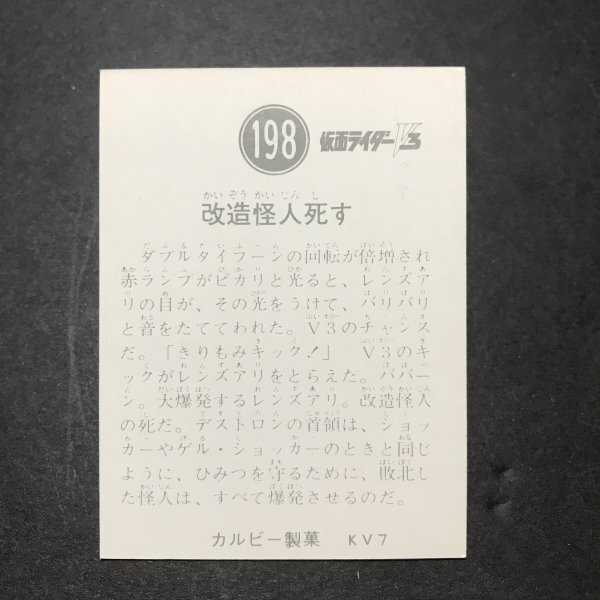 198 仮面ライダーV3
かいぞうかいじんし
改造怪人死す
ダブルタイフーンの回転が倍増され
赤ランプがピカリと光ると、レンズア
リの目が、その光をうけて、バリバリ
と音をたててわれた。V3のチャンス
だ。「きりもみキック！」　V3のキ
ックがレンズアリをとらえた。ババー
ン。大爆発するレンズアリ。改造怪人
の死だ。デストロンの首領は、ショッ
カーやゲル・ショッカーのときと同じ
ように、ひみつを守るために、敗北し
た怪人は、すべて爆発させるのだ。
カルビー製菓　KV7